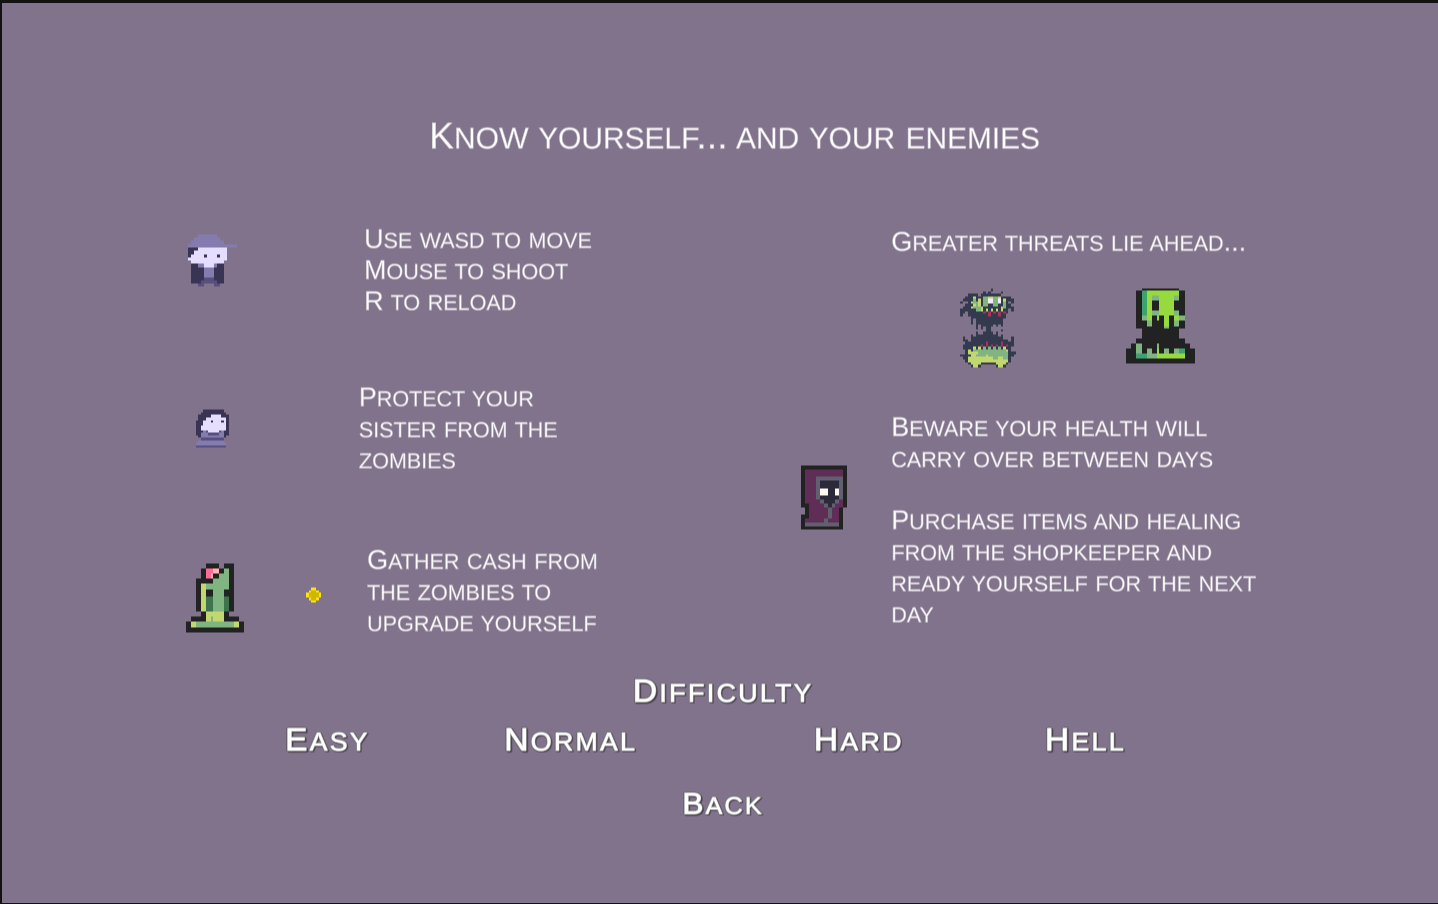 Know yourself... and your enemies
Use wasd to move
Mouse to shoot
R to reload
Protect your
sister from the
zombies
Gather cash from
the zombies to
upgrade yourself
Greater threats lie ahead...
Beware your health will
carry over between days
Purchase items and healing
from the shopkeeper and
ready yourself for the next
day
Difficulty
Easy
Normal
Hard
Hell
Back